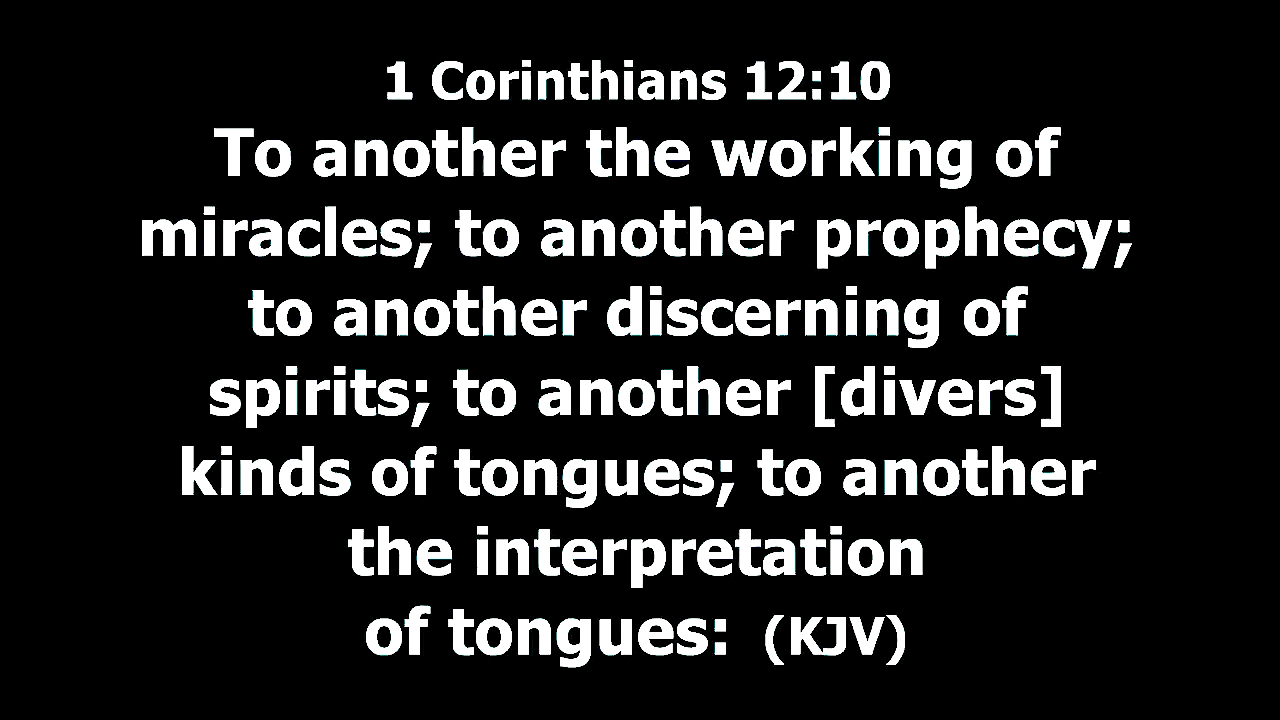 1 Corinthians 12:10
To another the working of
miracles; to another prophecy;
to another discerning of
spirits; to another [divers]
kinds of tongues; to another
the interpretation
of tongues: (KJV)